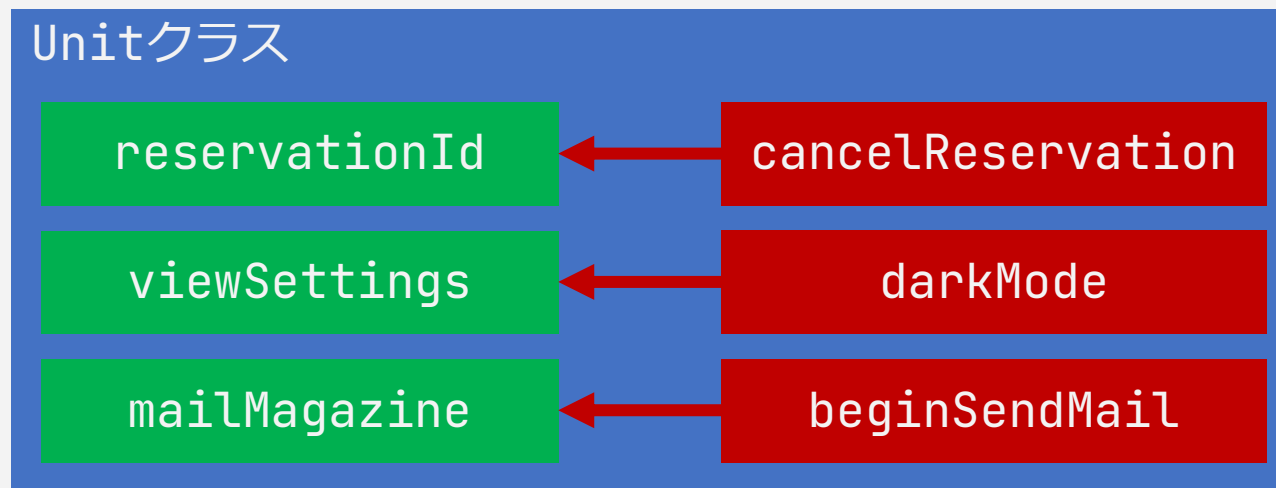 Unitクラス
reservationId
cancelReservation
viewSettings
darkMode
mailMagazine
beginSendMail